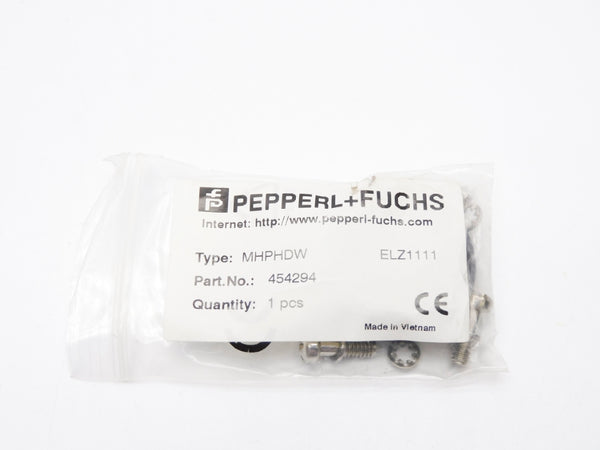 PEPPERL+FUCHS
Internet: http://www.pepperl-fuchs.com
Type: MHPHDW ELZ1111
Part.No.: 454294
Quantity: 1 pcs
CE
Made in Vietnam